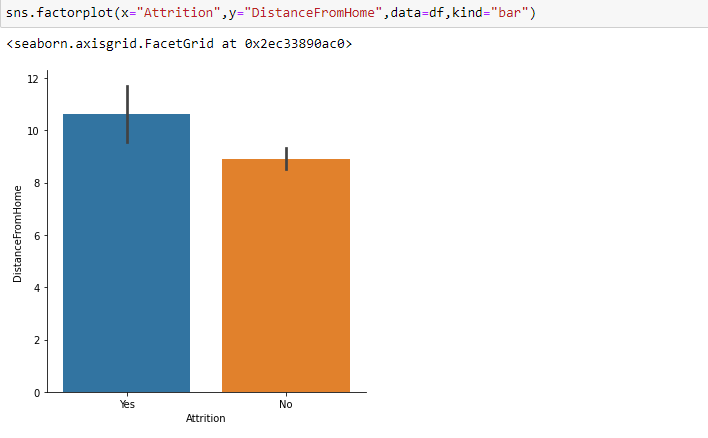 sns.factorplot(x="Attrition",y="DistanceFromHome",data=df,kind="bar")
<seaborn.axisgrid.FacetGrid at 0x2ec33890ac0>
12
10
8
6
4
2
0
DistanceFromHome
Yes No
Attrition